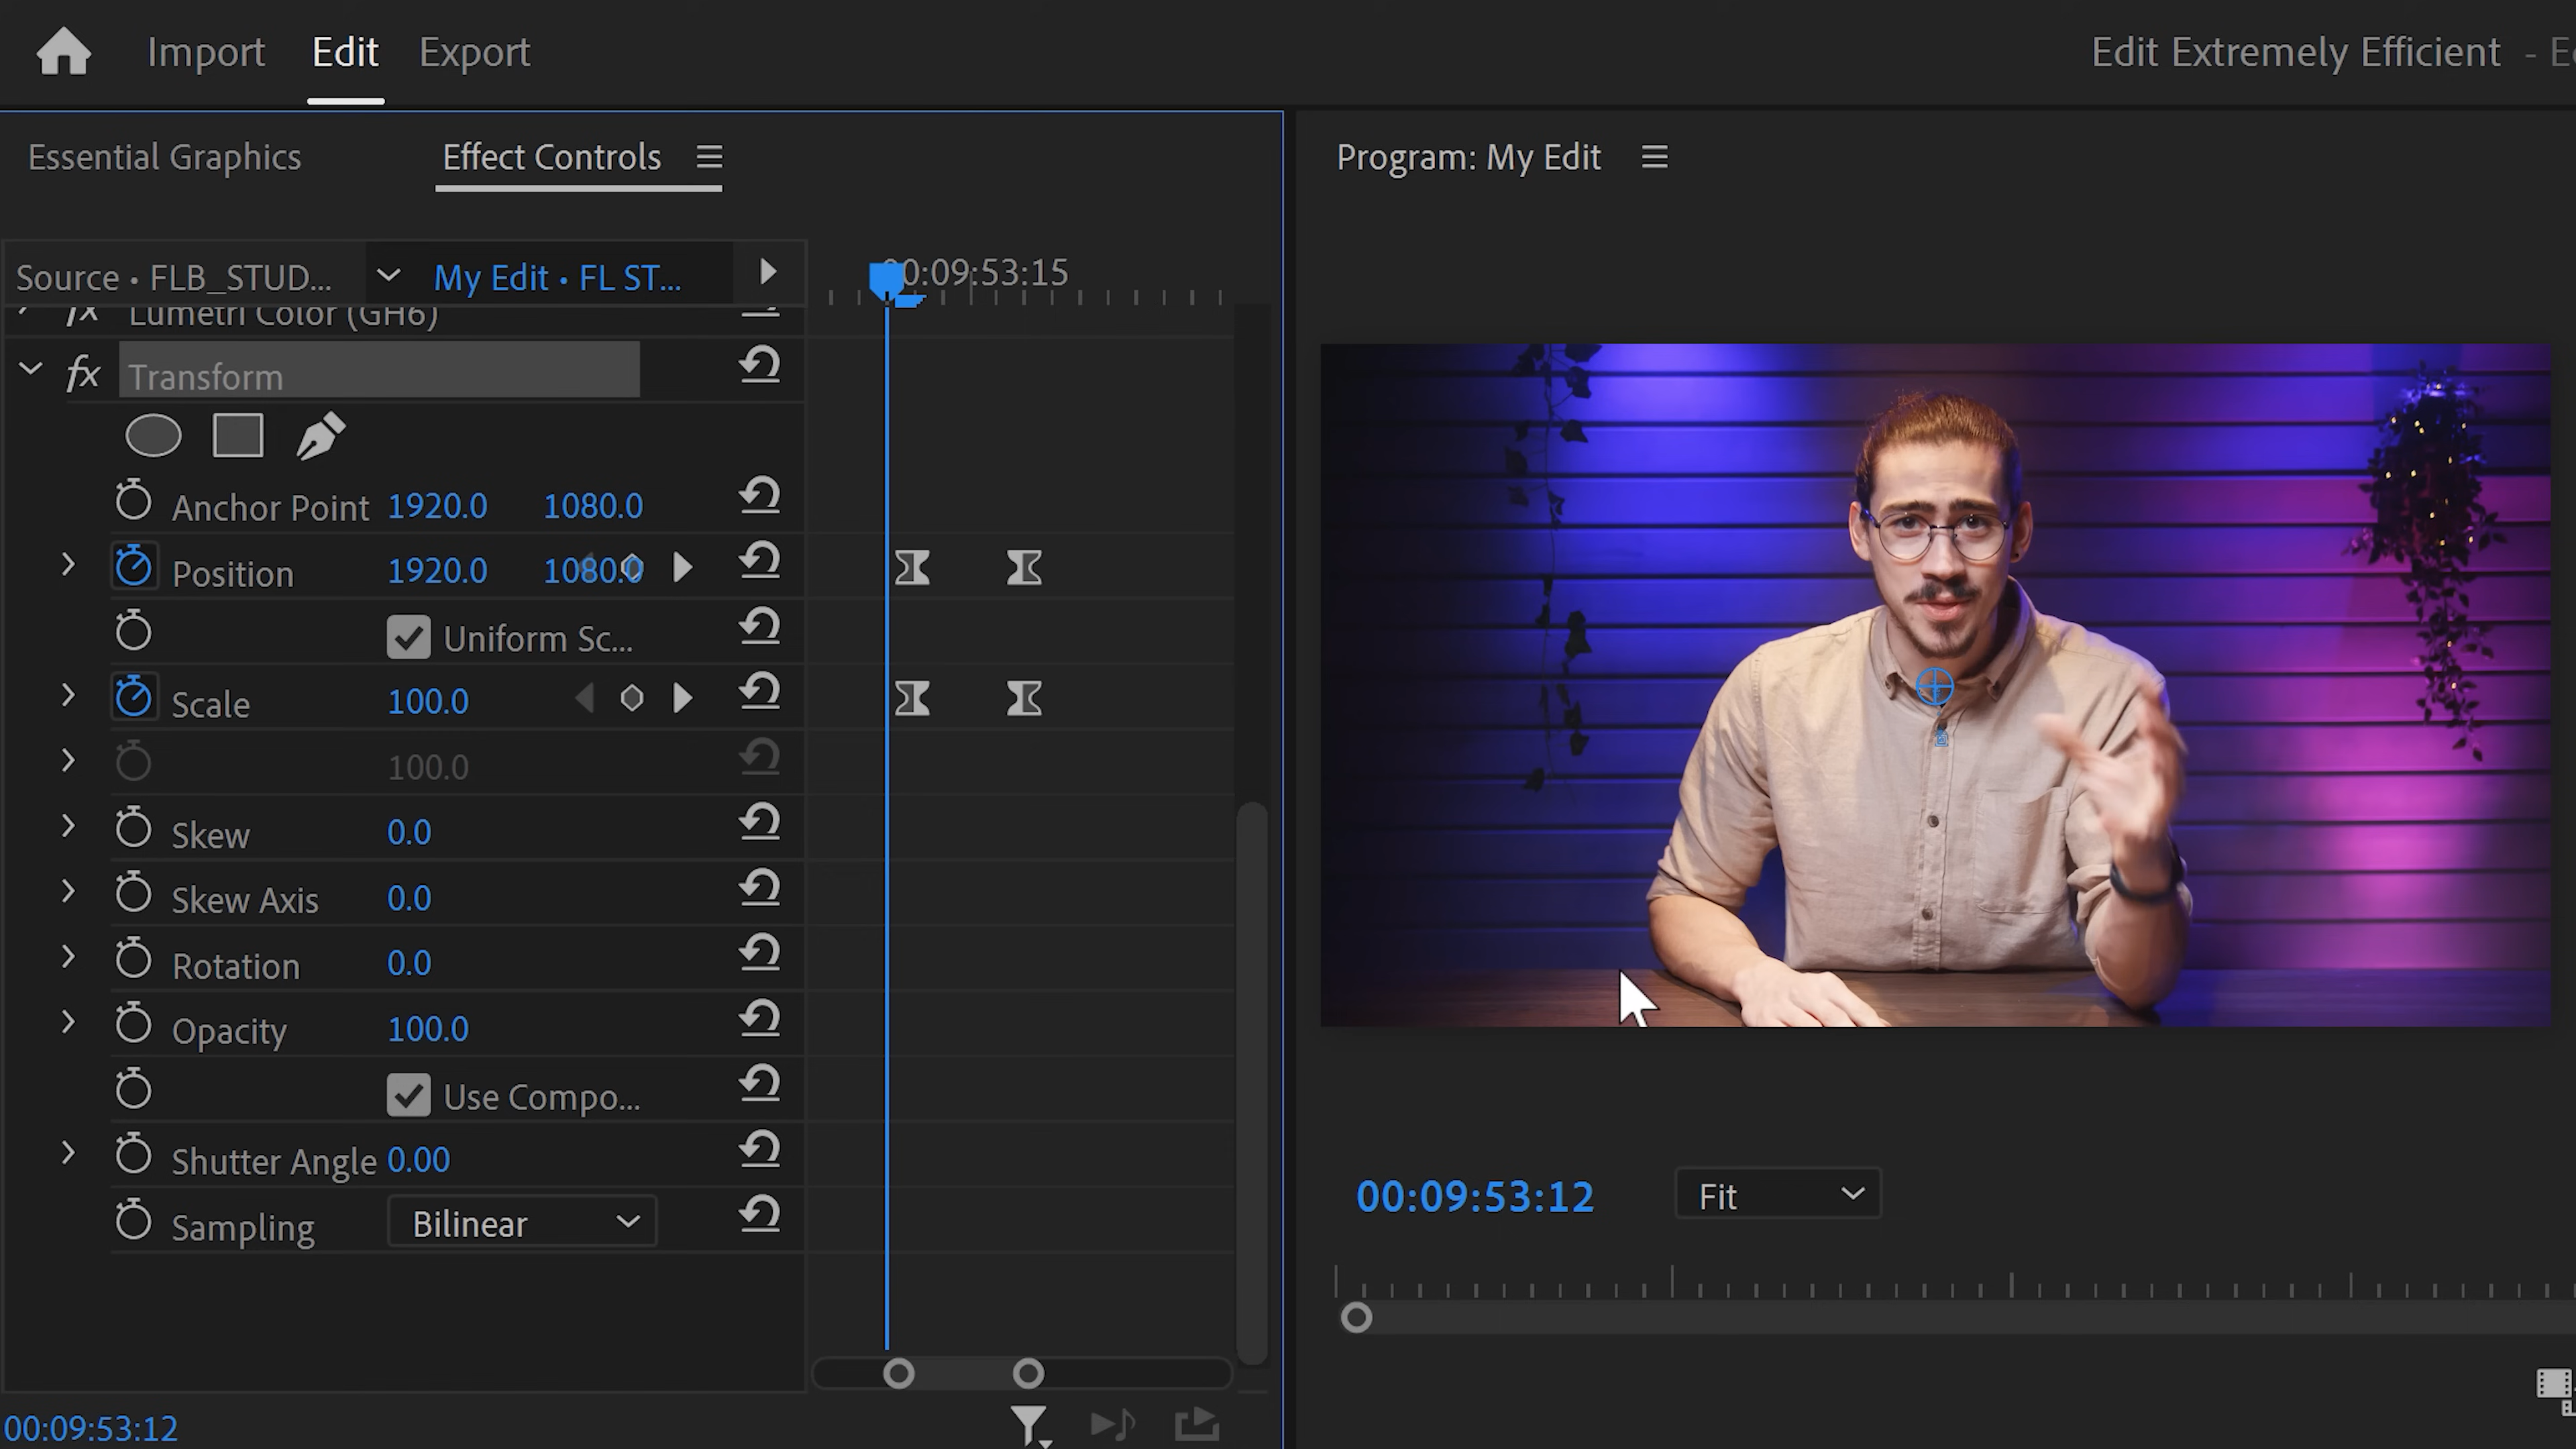 Import Edit Export Edit Extremely Efficient -
Essential Graphics Effect Controls Program: My Edit
Source • FLB_STUD... My Edit • FL ST... 00:09:53:15
fx Lumetri Color (GH6)
fx Transform
Anchor Point 1920.0 1080.0
Position 1920.0 1080.0
Uniform Sc...
Scale 100.0
100.0
Skew 0.0
Skew Axis 0.0
Rotation 0.0
Opacity 100.0
Use Compo...
Shutter Angle 0.00
00:09:53:12 Fit
Sampling Bilinear
00:09:53:12